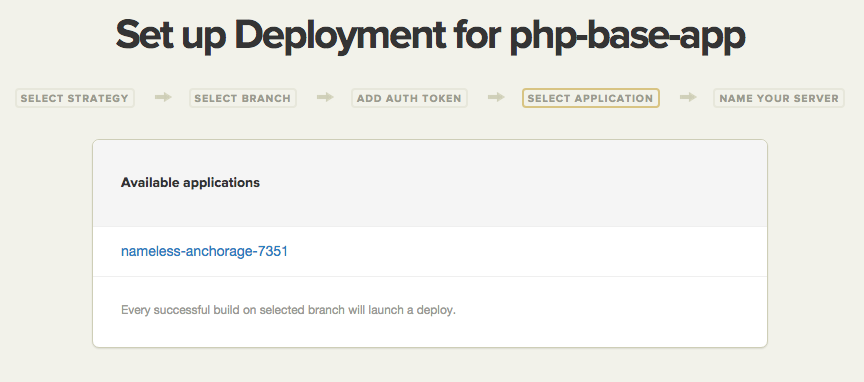 Set up Deployment for php-base-app
SELECT STRATEGY SELECT BRANCH ADD AUTH TOKEN SELECT APPLICATION NAME YOUR SERVER
Available applications
nameless-anchorage-7351
Every successful build on selected branch will launch a deploy.